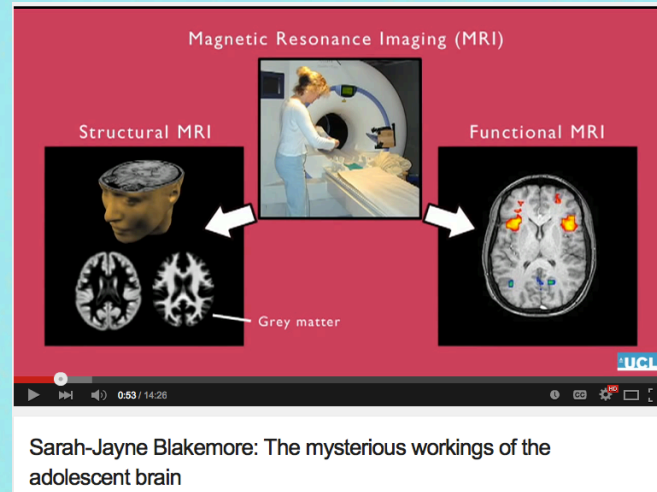 Magnetic Resonance Imaging (MRI)
Structural MRI
Functional MRI
Grey matter
UCL
0:53 / 14:26
CC
HD
Sarah-Jayne Blakemore: The mysterious workings of the
adolescent brain